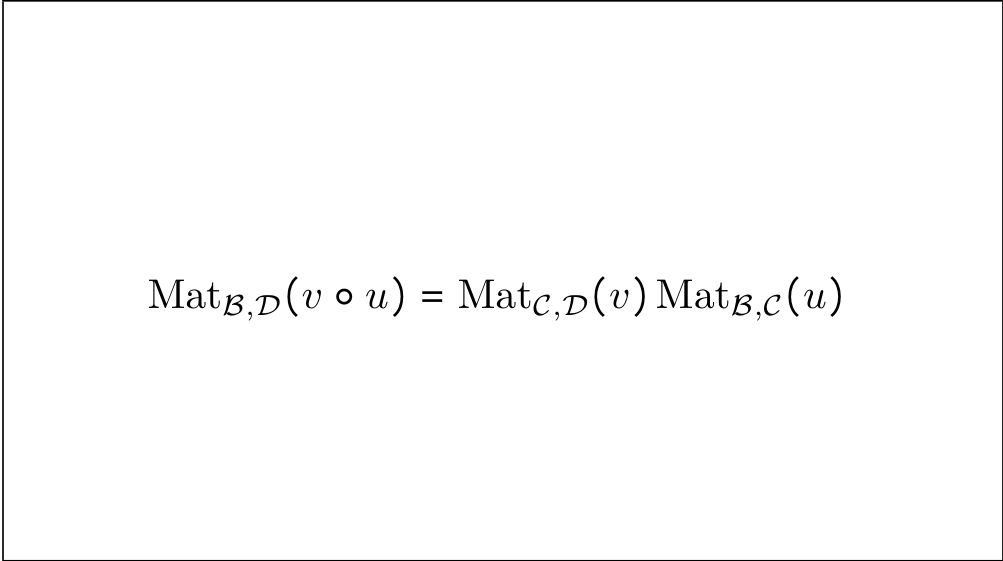 Mat_{ℬ,𝒟}(v ∘ u) = Mat_{𝒞,𝒟}(v) Mat_{ℬ,𝒞}(u)